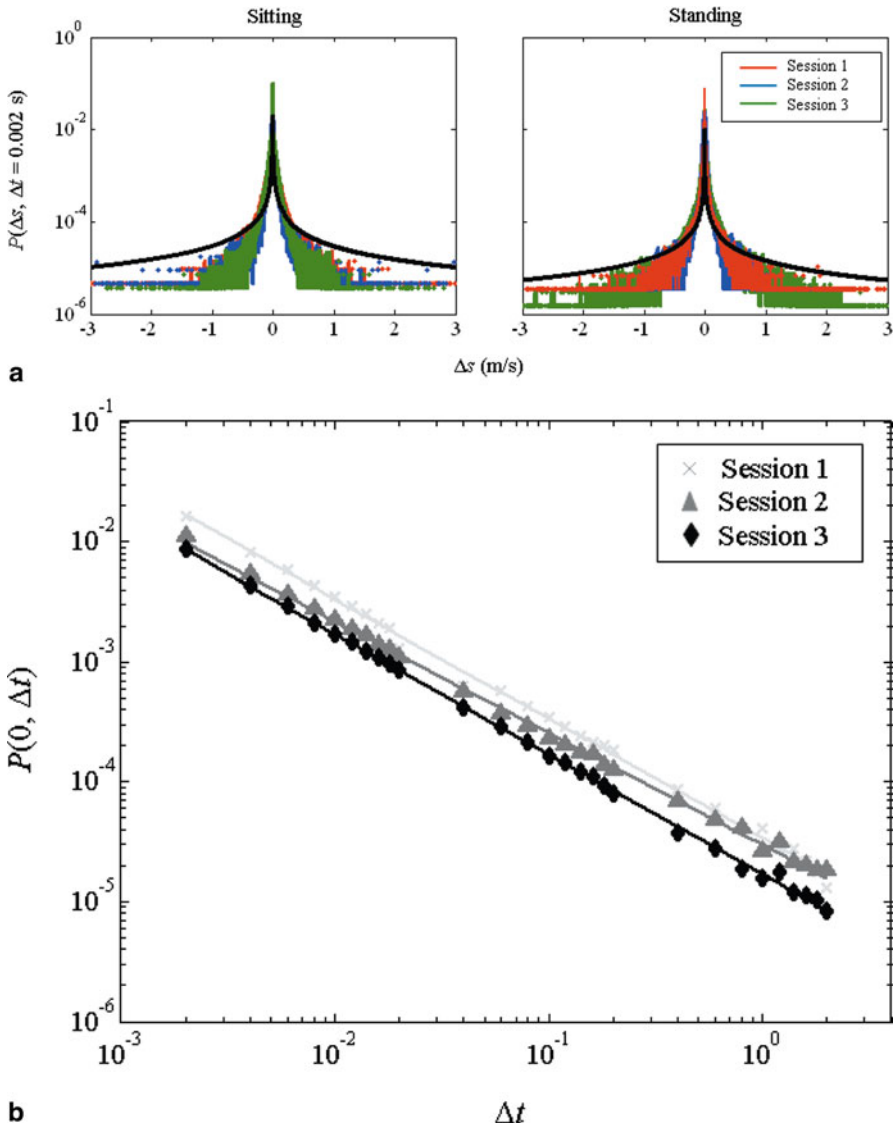 Sitting
Standing
P(Δs, Δt = 0.002 s)
10^0
10^-2
10^-4
10^-6
-3 -2 -1 0 1 2 3
-3 -2 -1 0 1 2 3
Session 1
Session 2
Session 3
Δs (m/s)
a
P(0, Δt)
10^-1
10^-2
10^-3
10^-4
10^-5
10^-6
Session 1
Session 2
Session 3
10^-3 10^-2 10^-1 10^0
Δt
b